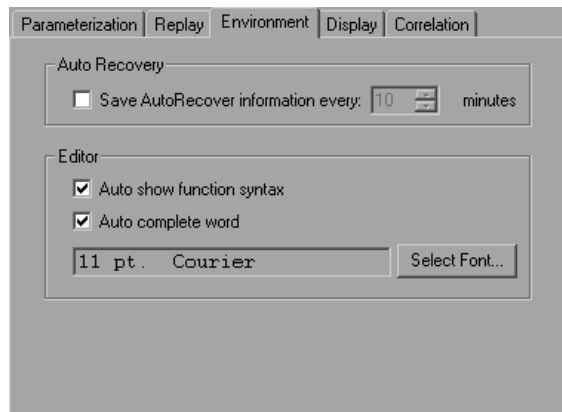 Parameterization Replay Environment Display Correlation
Auto Recovery
Save AutoRecover information every: 10 minutes
Editor
Auto show function syntax
Auto complete word
11 pt. Courier Select Font...